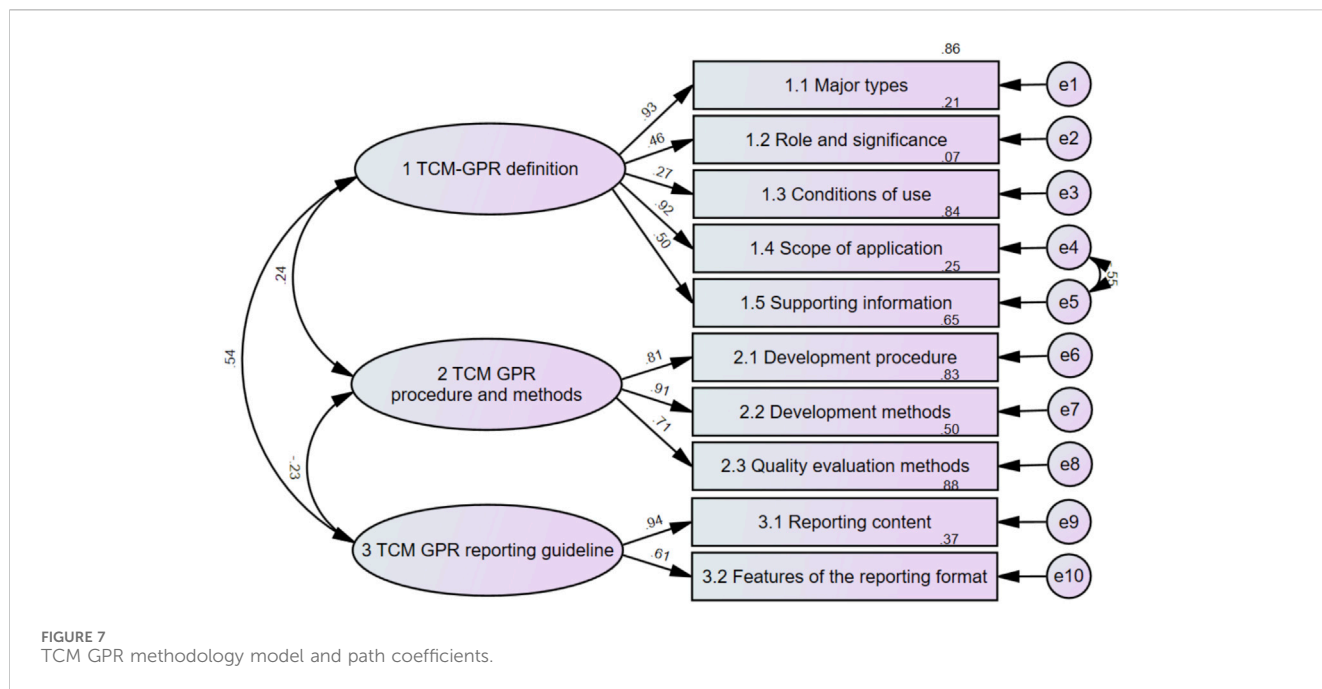 .86
1.1 Major types
e1
.93
.21
1.2 Role and significance
e2
.46
.07
1.3 Conditions of use
e3
.27
1 TCM-GPR definition
.84
1.4 Scope of application
e4
.92
.25
.55
1.5 Supporting information
e5
.50
.24
.65
2.1 Development procedure
e6
.81
.54
.83
2 TCM GPR
procedure and methods
2.2 Development methods
e7
.91
.50
2.3 Quality evaluation methods
e8
.71
-.23
.88
3.1 Reporting content
e9
.94
.37
3 TCM GPR reporting guideline
3.2 Features of the reporting format
e10
.61
FIGURE 7
TCM GPR methodology model and path coefficients.